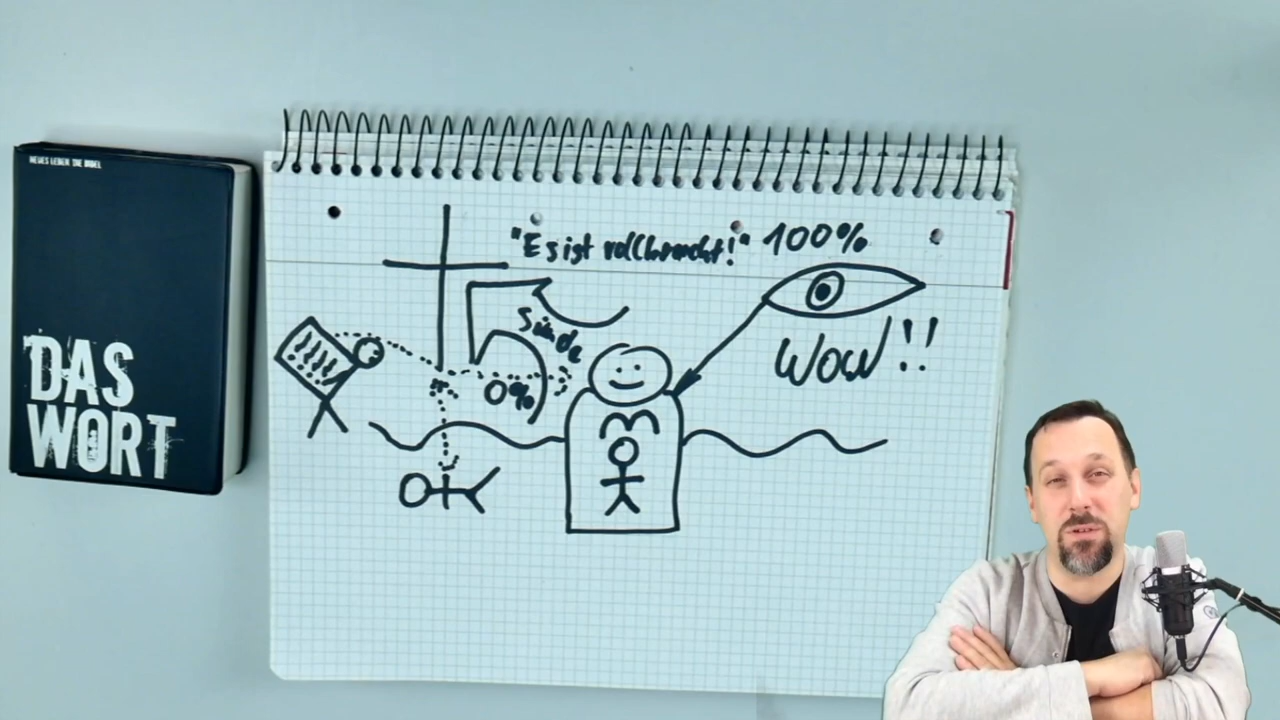 NEUES LEBEN. DIE BIBEL
DAS
WORT
"Es ist vollbracht!" 100%
Sünde
0%
WOW!!